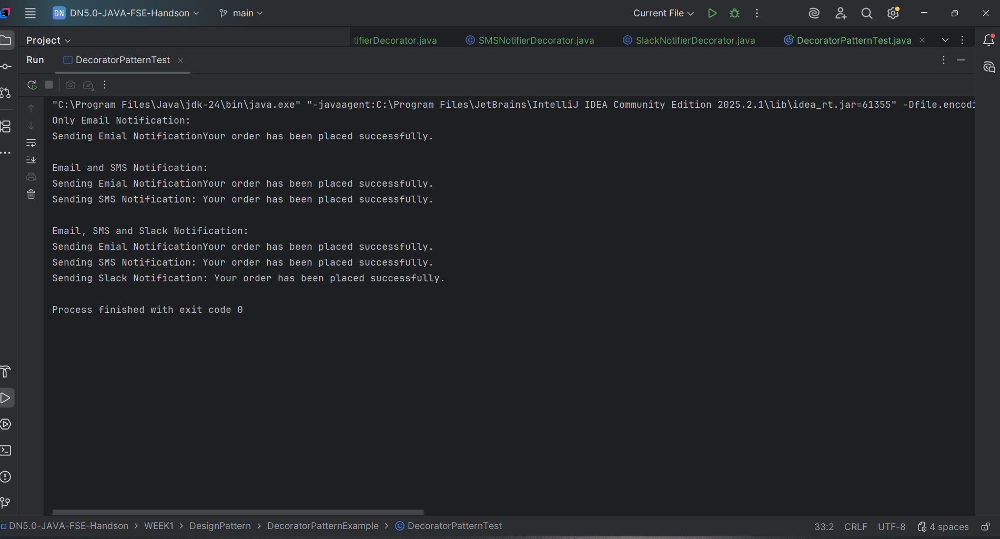 DN DN5.0-JAVA-FSE-Handson main Current File
Project tifierDecorator.java SMSNotifierDecorator.java SlackNotifierDecorator.java DecoratorPatternTest.java
Run DecoratorPatternTest
"C:\Program Files\Java\jdk-24\bin\java.exe" "-javaagent:C:\Program Files\JetBrains\IntelliJ IDEA Community Edition 2025.2.1\lib\idea_rt.jar=61355" -Dfile.encodi
Only Email Notification:
Sending Emial NotificationYour order has been placed successfully.
Email and SMS Notification:
Sending Emial NotificationYour order has been placed successfully.
Sending SMS Notification: Your order has been placed successfully.
Email, SMS and Slack Notification:
Sending Emial NotificationYour order has been placed successfully.
Sending SMS Notification: Your order has been placed successfully.
Sending Slack Notification: Your order has been placed successfully.
Process finished with exit code 0
DN5.0-JAVA-FSE-Handson > WEEK1 > DesignPattern > DecoratorPatternExample > DecoratorPatternTest 33:2 CRLF UTF-8 4 spaces